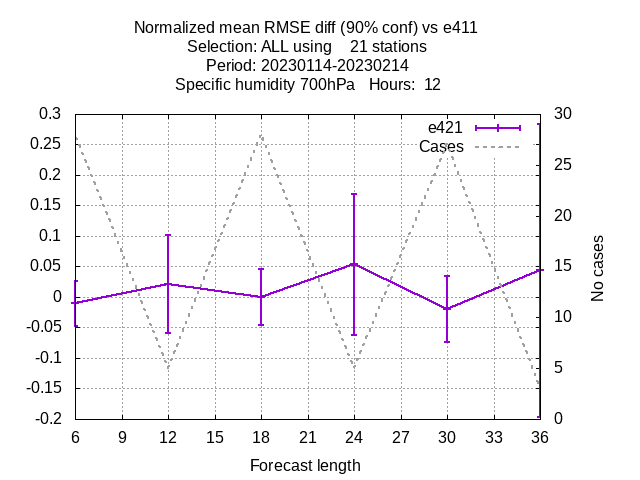 Normalized mean RMSE diff (90% conf) vs e411
Selection: ALL using    21 stations
Period: 20230114-20230214
Specific humidity 700hPa   Hours:  12
0.3
0.25
0.2
0.15
0.1
0.05
0
-0.05
-0.1
-0.15
-0.2
e421
Cases
30
25
20
15
10
5
0
No cases
6 9 12 15 18 21 24 27 30 33 36
Forecast length